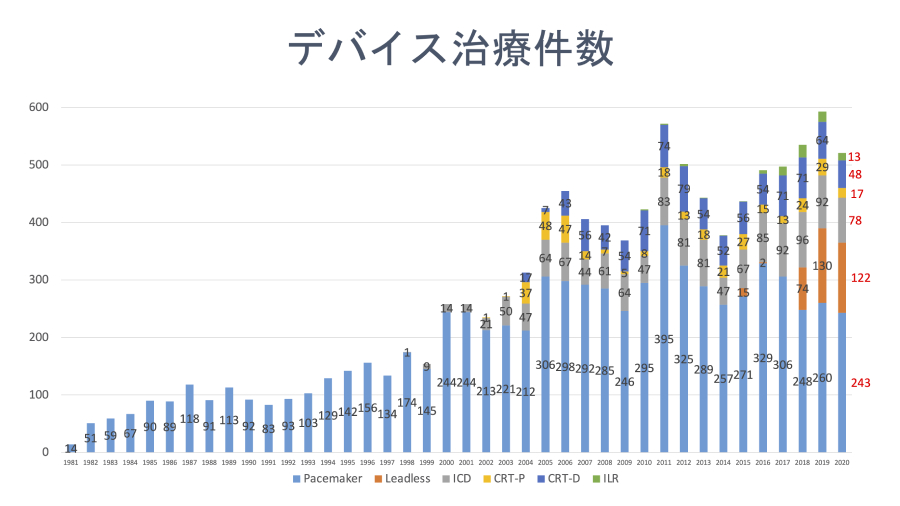 デバイス治療件数
600
500
400
300
200
100
0
14 51 59 67 90 89 118 91 113 92 83 93 103 129 142 156 134 174 145 244 244 213 221 212 306 298 292 285 246 295 395 325 289 257 271 329 306 248 260 243
15 2 74 130 122
1 9 14 14 21 50 47 64 67 44 61 64 47 83 81 81 47 67 85 92 96 92 78
1 1 37 48 47 14 7 5 8 18 13 18 21 27 15 13 24 29 17
17 7 43 56 42 54 71 74 79 54 52 56 54 71 71 64 48
13
1981 1982 1983 1984 1985 1986 1987 1988 1989 1990 1991 1992 1993 1994 1995 1996 1997 1998 1999 2000 2001 2002 2003 2004 2005 2006 2007 2008 2009 2010 2011 2012 2013 2014 2015 2016 2017 2018 2019 2020
Pacemaker Leadless ICD CRT-P CRT-D ILR